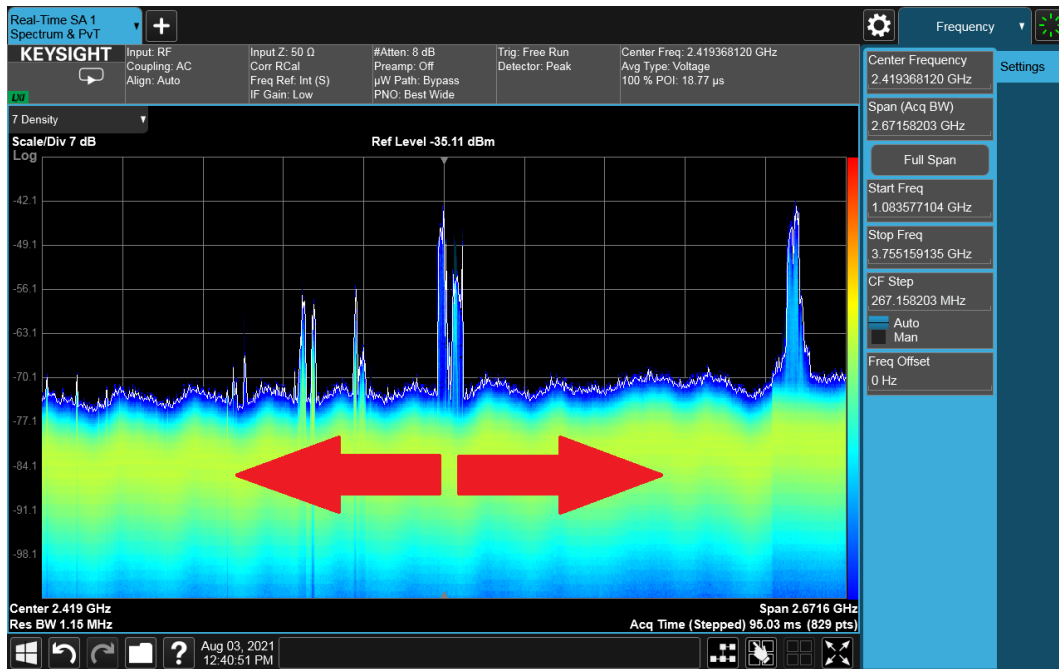 Real-Time SA 1
Spectrum & PvT
Frequency
KEYSIGHT
LXI
Input: RF
Coupling: AC
Align: Auto
Input Z: 50 Ω
Corr RCal
Freq Ref: Int (S)
IF Gain: Low
#Atten: 8 dB
Preamp: Off
µW Path: Bypass
PNO: Best Wide
Trig: Free Run
Detector: Peak
Center Freq: 2.419368120 GHz
Avg Type: Voltage
100 % POI: 18.77 µs
7 Density
Scale/Div 7 dB
Ref Level -35.11 dBm
Log
-42.1
-49.1
-56.1
-63.1
-70.1
-77.1
-84.1
-91.1
-98.1
Center 2.419 GHz
Span 2.6716 GHz
Res BW 1.15 MHz
Acq Time (Stepped) 95.03 ms (829 pts)
Center Frequency
2.419368120 GHz
Settings
Span (Acq BW)
2.67158203 GHz
Full Span
Start Freq
1.083577104 GHz
Stop Freq
3.755159135 GHz
CF Step
267.158203 MHz
Auto
Man
Freq Offset
0 Hz
?
Aug 03, 2021
12:40:51 PM